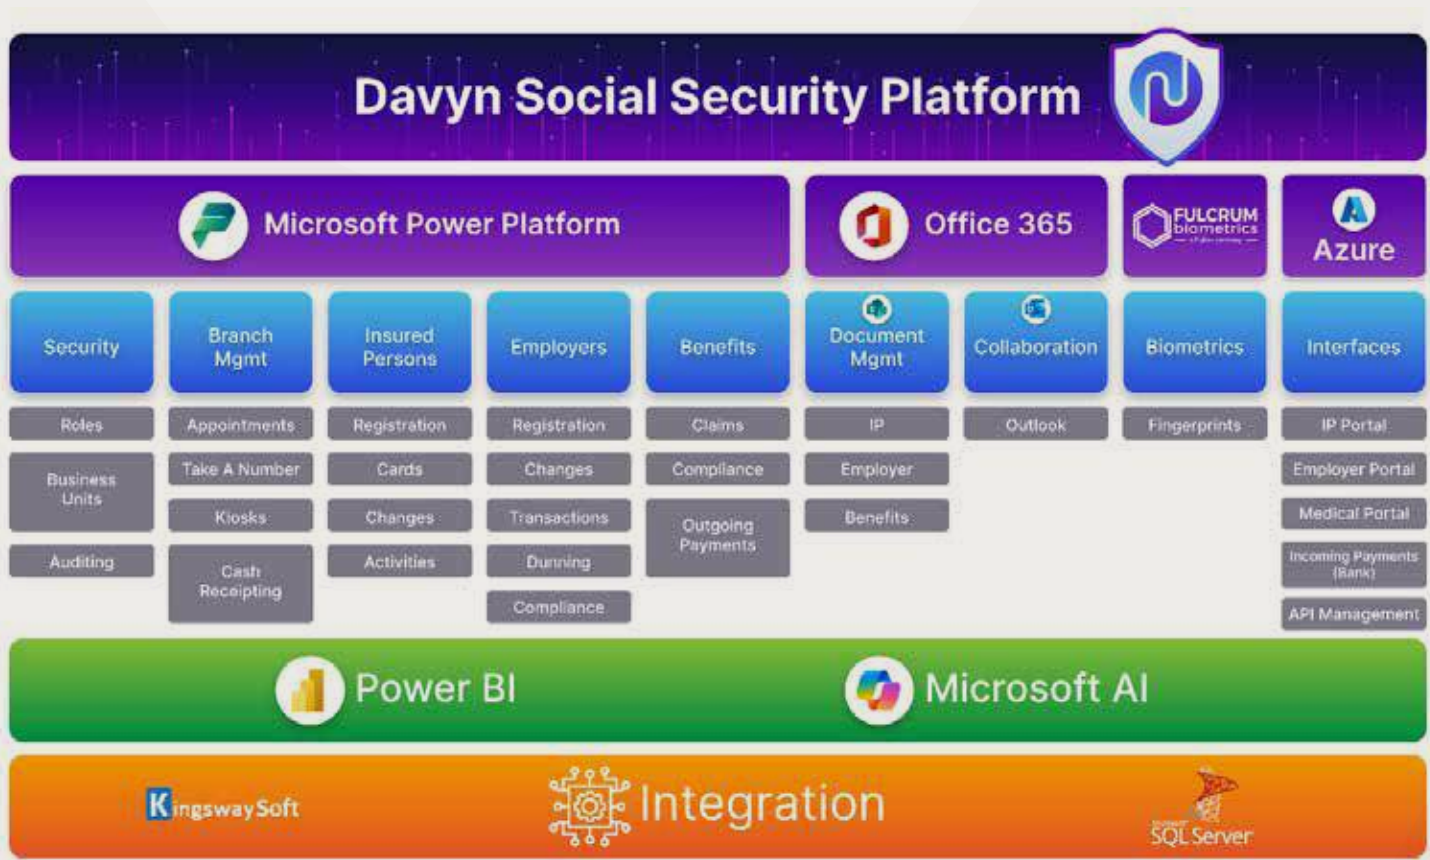 Davyn Social Security Platform
Microsoft Power Platform
Office 365
FULCRUM
biometrics
Azure
Security
Branch
Mgmt
Insured
Persons
Employers
Benefits
Document
Mgmt
Collaboration
Biometrics
Interfaces
Roles
Appointments
Registration
Registration
Claims
IP
Outlook
Fingerprints
IP Portal
Business
Units
Take A Number
Cards
Changes
Compliance
Employer
Employer Portal
Kiosks
Changes
Transactions
Outgoing
Payments
Benefits
Medical Portal
Auditing
Cash
Receipting
Activities
Dunning
Incoming Payments
(Bank)
Compliance
API Management
Power BI
Microsoft AI
KingswaySoft
Integration
SQL Server